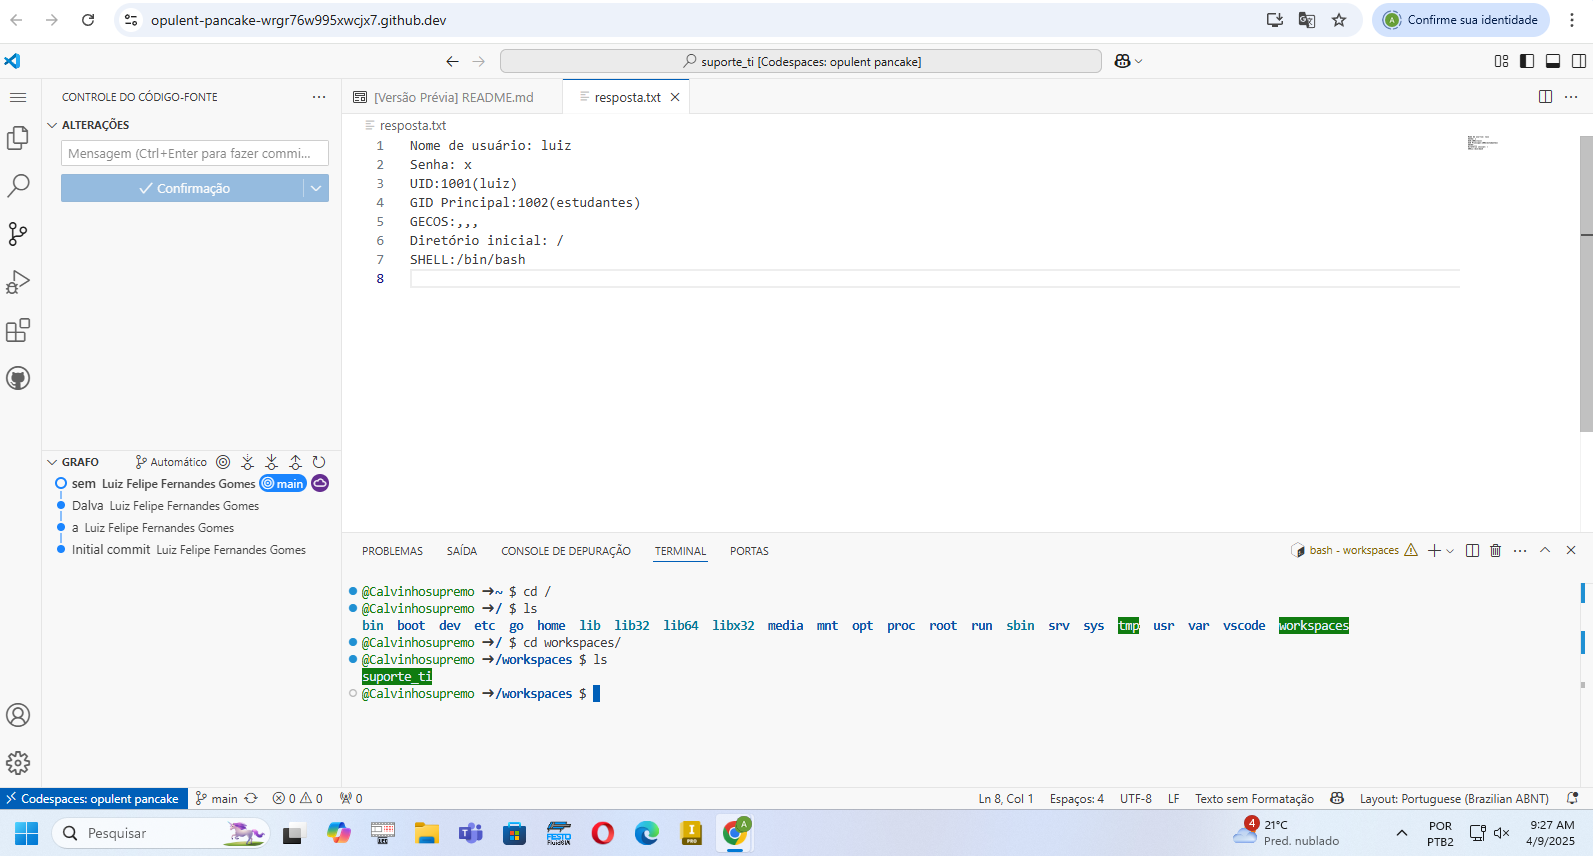 opulent-pancake-wrgr76w995xwcjx7.github.dev
Confirme sua identidade
suporte_ti [Codespaces: opulent pancake]
CONTROLE DO CÓDIGO-FONTE
ALTERAÇÕES
Mensagem (Ctrl+Enter para fazer commi...
Confirmação
GRAFO
Automático
sem Luiz Felipe Fernandes Gomes main
Dalva Luiz Felipe Fernandes Gomes
a Luiz Felipe Fernandes Gomes
Initial commit Luiz Felipe Fernandes Gomes
[Versão Prévia] README.md
resposta.txt
resposta.txt
1 Nome de usuário: luiz
2 Senha: x
3 UID:1001(luiz)
4 GID Principal:1002(estudantes)
5 GECOS:,,,
6 Diretório inicial: /
7 SHELL:/bin/bash
8
PROBLEMAS SAÍDA CONSOLE DE DEPURAÇÃO TERMINAL PORTAS
bash - workspaces
@Calvinhosupremo ➜~ $ cd /
@Calvinhosupremo ➜/ $ ls
bin boot dev etc go home lib lib32 lib64 libx32 media mnt opt proc root run sbin srv sys tmp usr var vscode workspaces
@Calvinhosupremo ➜/ $ cd workspaces/
@Calvinhosupremo ➜/workspaces $ ls
suporte_ti
@Calvinhosupremo ➜/workspaces $
Codespaces: opulent pancake
main
0 0
0
Ln 8, Col 1
Espaços: 4
UTF-8
LF
Texto sem Formatação
Layout: Portuguese (Brazilian ABNT)
Pesquisar
FESTO
FluidSIM
PRO
A
4
21°C
Pred. nublado
POR
PTB2
9:27 AM
4/9/2025